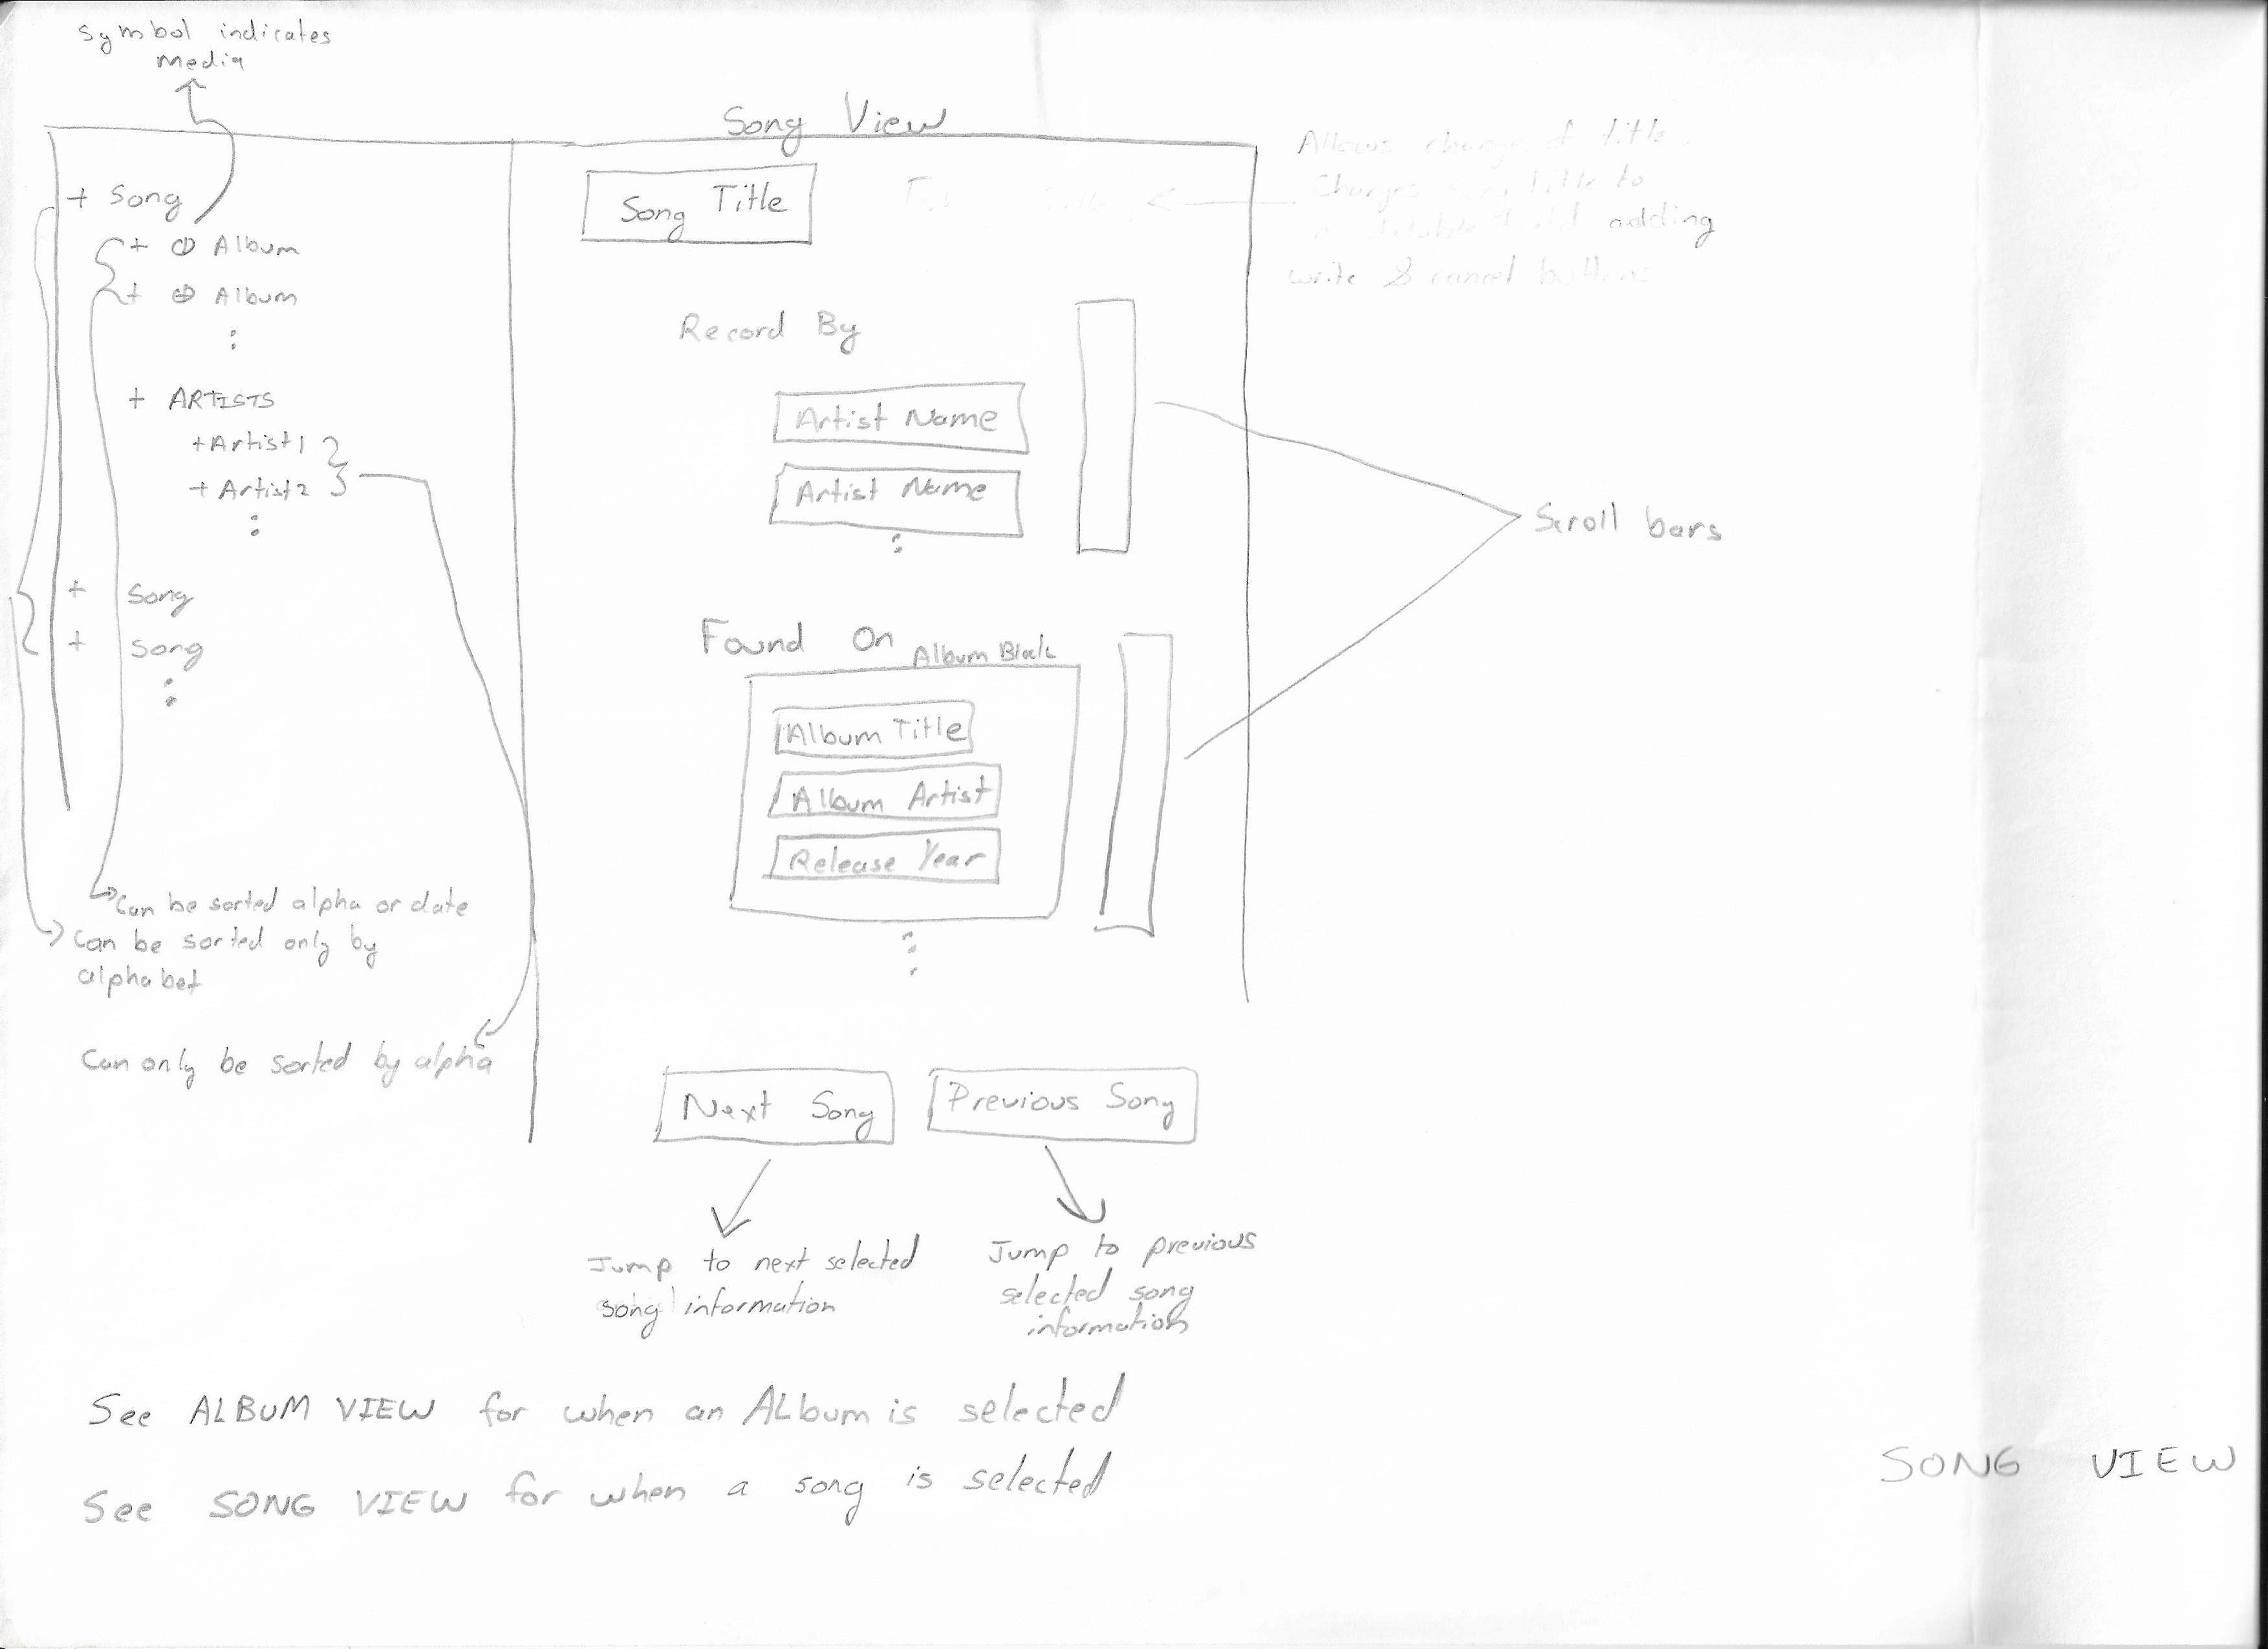 Symbol indicates
Media
Song View
+ Song
+ Album
+ Album
+ ARTISTS
+Artist1
+ Artist2
+ Song
+ Song
Can be sorted alpha or date
Can be sorted only by
alphabet
Can only be sorted by alpha
Song Title
Allows change of title
Changes Title to
adding
write & cancel buttons
Record By
Artist Name
Artist Name
Scroll bars
Found On Album Block
Album Title
Album Artist
Release Year
Next Song
Previous Song
Jump to next selected
song information
Jump to previous
selected song
information
See ALBUM VIEW for when an ALbum is selected
See SONG VIEW for when a song is selected
SONG VIEW